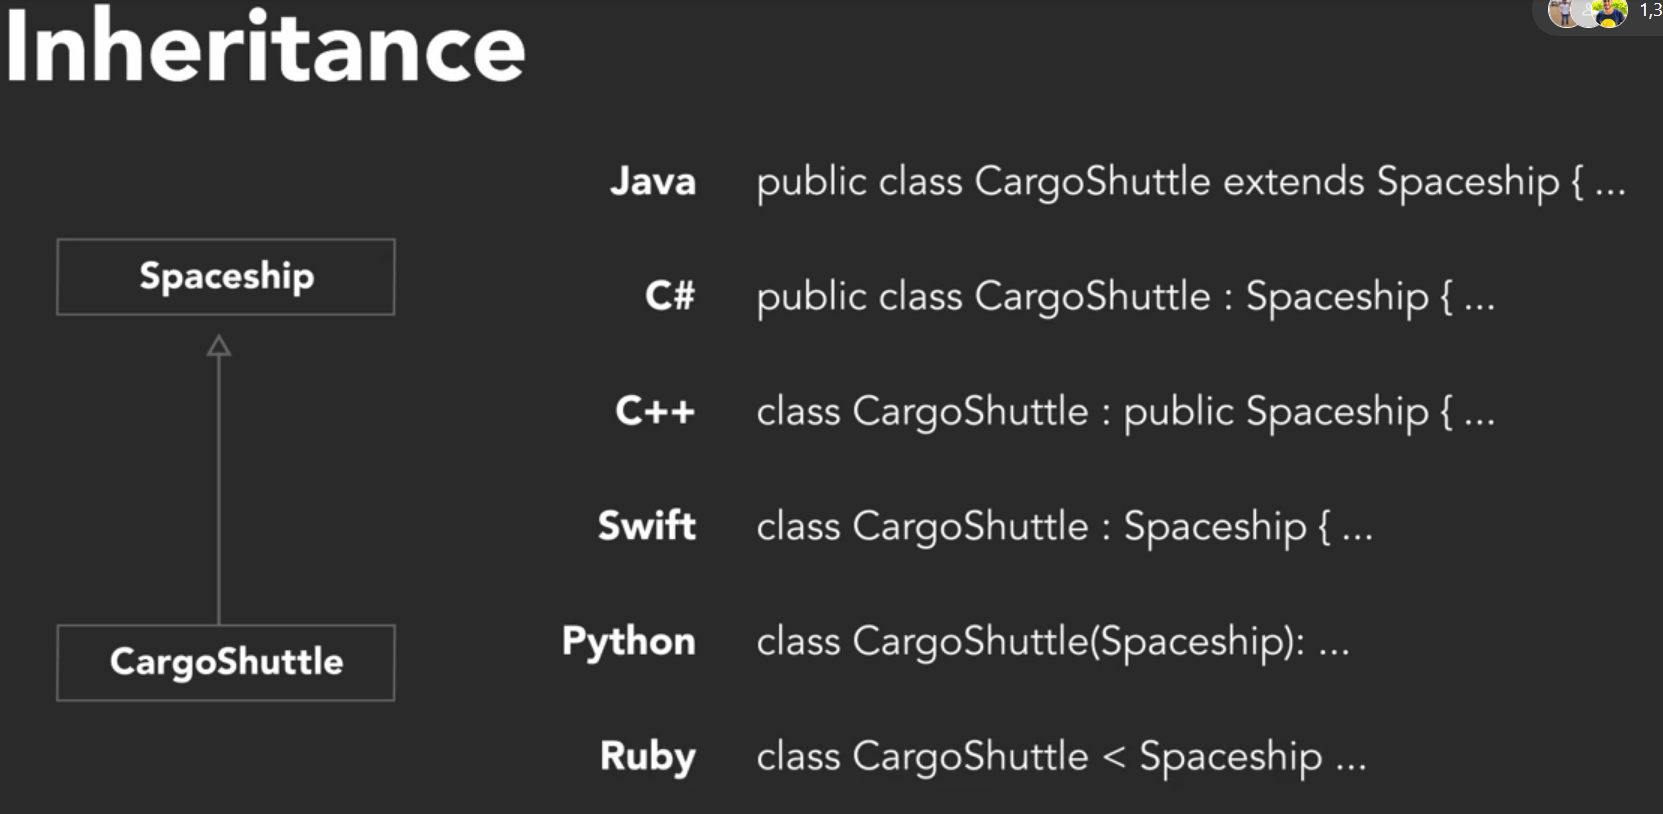 Inheritance
1,3
Java public class CargoShuttle extends Spaceship { ...
Spaceship
C# public class CargoShuttle : Spaceship { ...
C++ class CargoShuttle : public Spaceship { ...
Swift class CargoShuttle : Spaceship { ...
Python class CargoShuttle(Spaceship): ...
CargoShuttle
Ruby class CargoShuttle < Spaceship ...